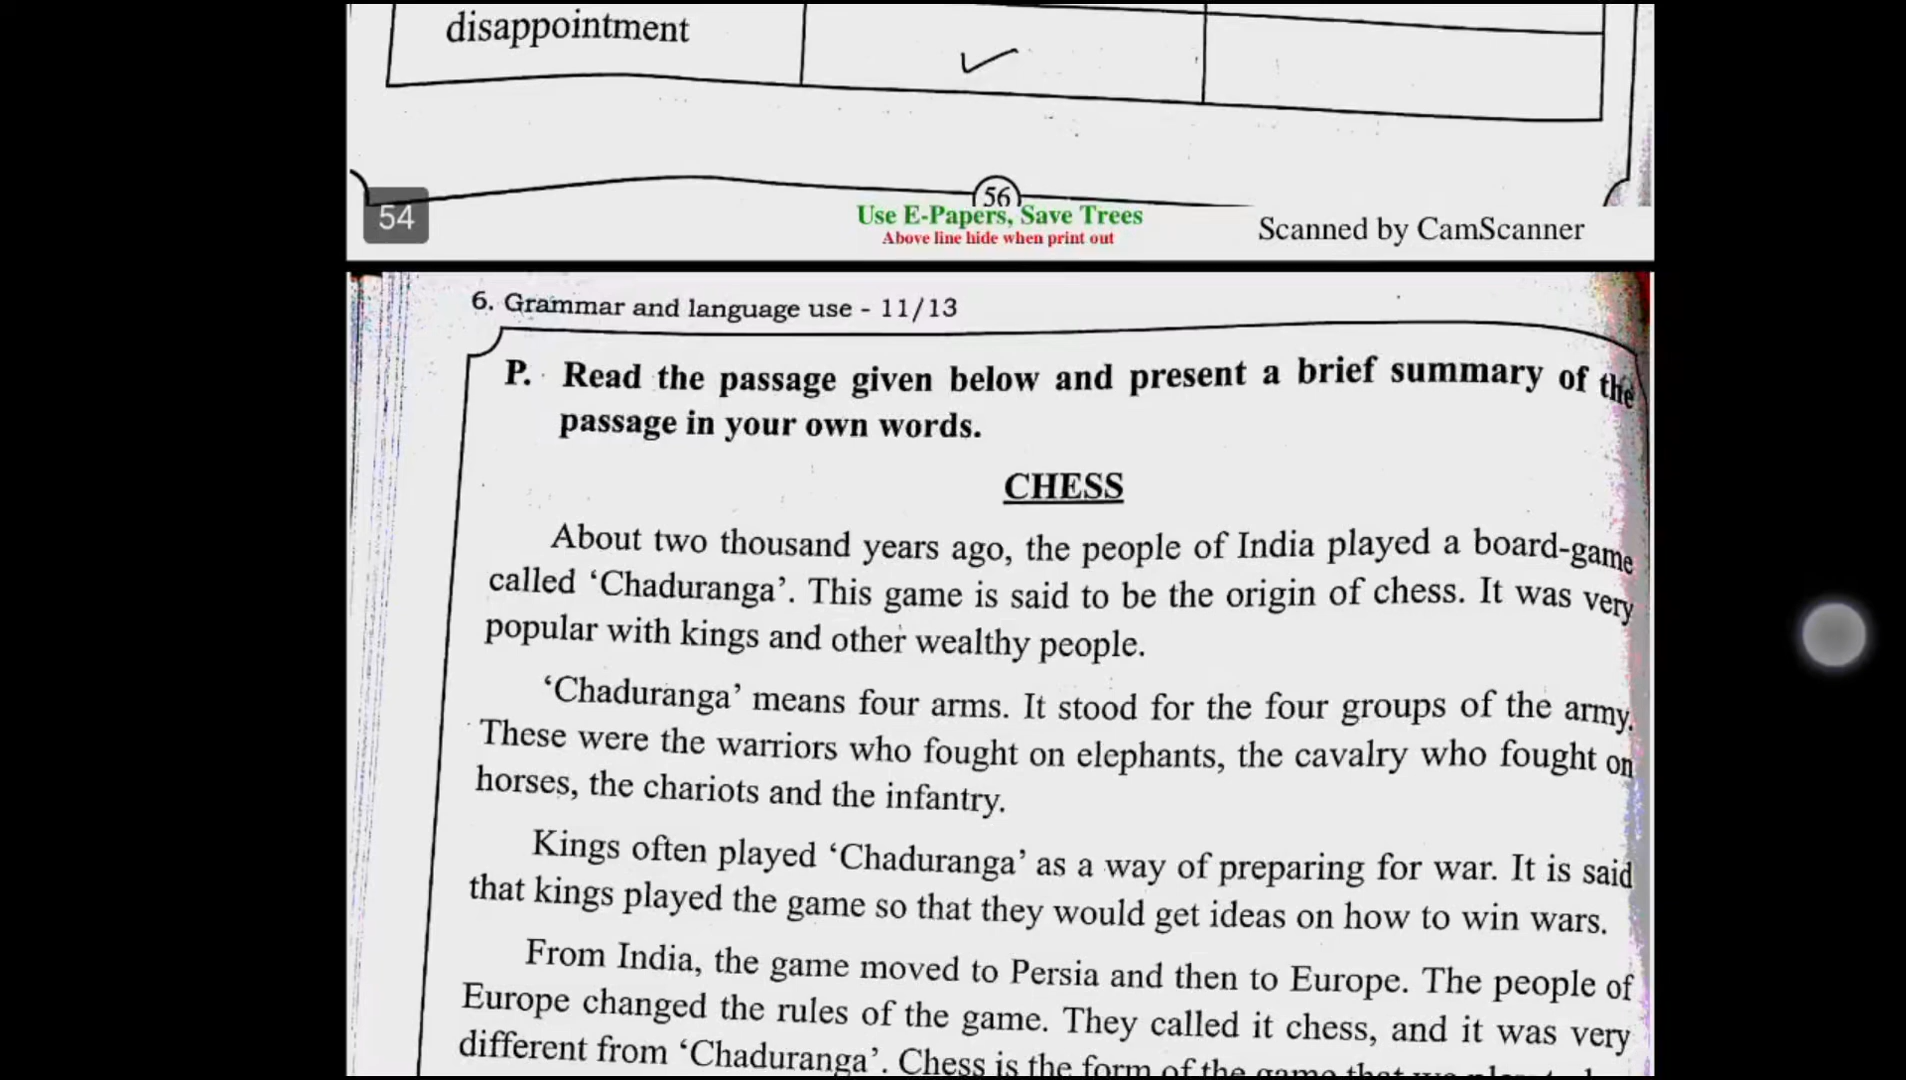 disappointment
56
54
Use E-Papers, Save Trees
Above line hide when print out
Scanned by CamScanner
6. Grammar and language use - 11/13
P. Read the passage given below and present a brief summary of the
passage in your own words.
CHESS
About two thousand years ago, the people of India played a board-game
called ‘Chaduranga’. This game is said to be the origin of chess. It was very
popular with kings and other wealthy people.
‘Chaduranga’ means four arms. It stood for the four groups of the army.
These were the warriors who fought on elephants, the cavalry who fought on
horses, the chariots and the infantry.
Kings often played ‘Chaduranga’ as a way of preparing for war. It is said
that kings played the game so that they would get ideas on how to win wars.
From India, the game moved to Persia and then to Europe. The people of
Europe changed the rules of the game. They called it chess, and it was very
different from ‘Chaduranga’. Chess is the form of the game that we play